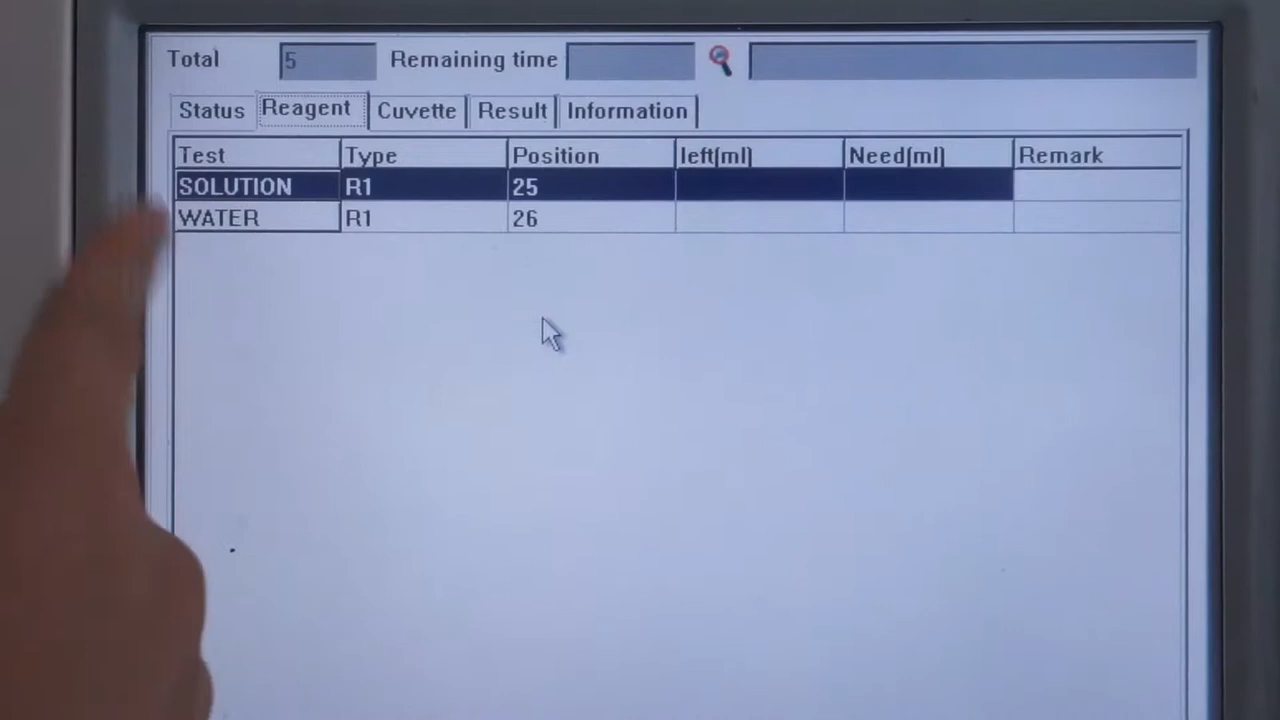 Total 5 Remaining time
Status Reagent Cuvette Result Information
Test Type Position left(ml) Need(ml) Remark
SOLUTION R1 25
WATER R1 26